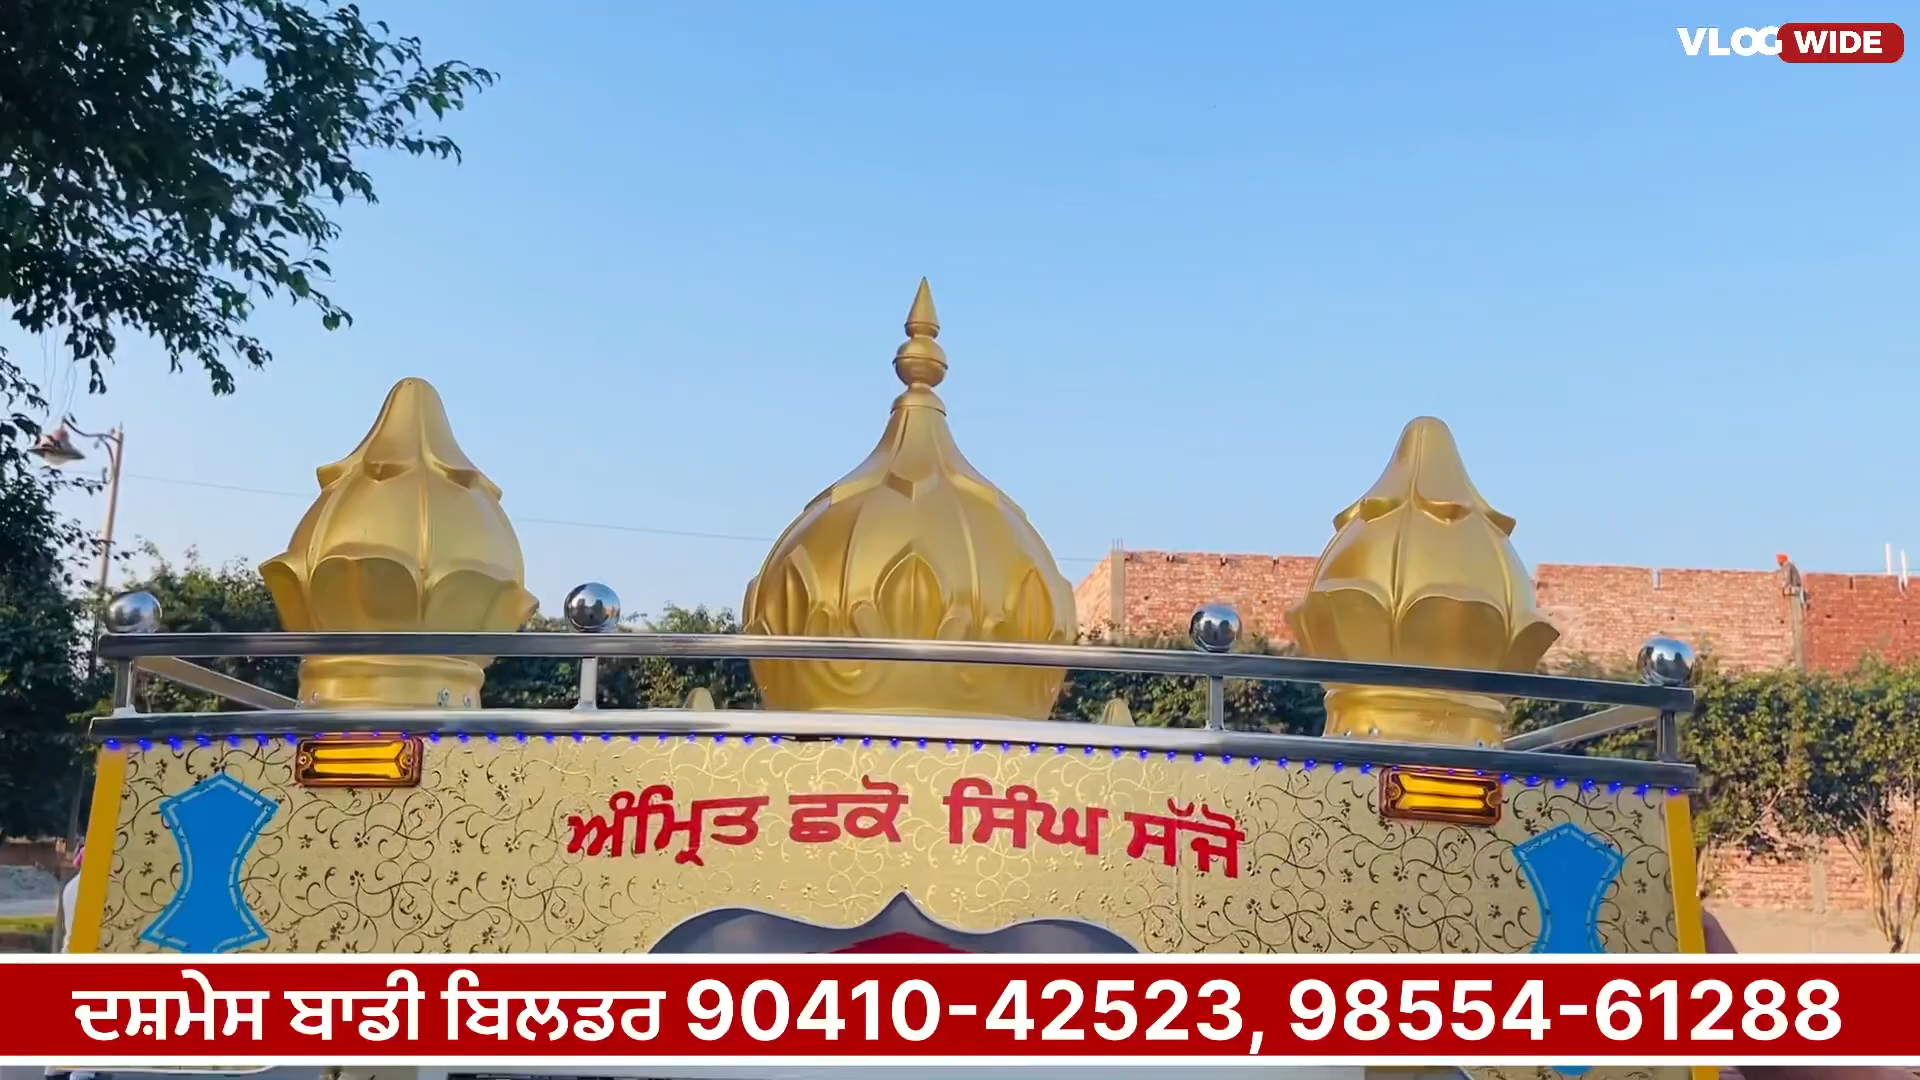 VLOG WIDE
ਅੰਮ੍ਰਿਤ ਛਕੋ ਸਿੰਘ ਸੱਜੋ
ਦਸ਼ਮੇਸ ਬਾਡੀ ਬਿਲਡਰ 90410-42523, 98554-61288